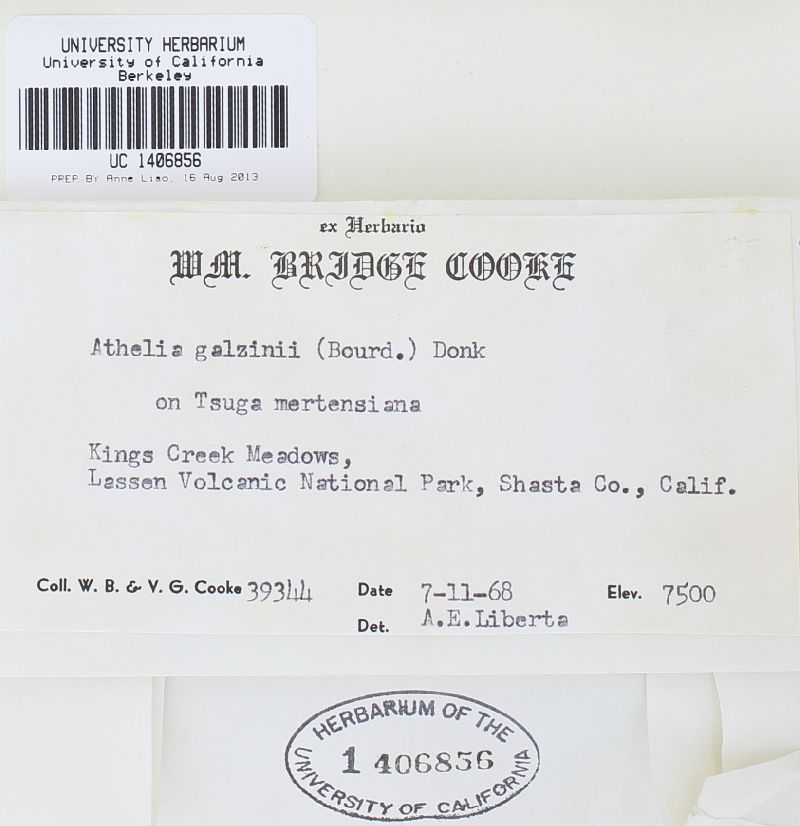 UNIVERSITY HERBARIUM
University of California
Berkeley
UC 1406856
PREP BY Anne Liao, 16 Aug 2013
ex Herbario
WM. BRIDGE COOKE
Athelia galzinii (Bourd.) Donk
on Tsuga mertensiana
Kings Creek Meadows,
Lassen Volcanic National Park, Shasta Co., Calif.
Coll. W. B. & V. G. Cooke 39344 Date 7-11-68 Elev. 7500
Det. A.E.Liberta
HERBARIUM OF THE
1 406856
UNIVERSITY OF CALIFORNIA